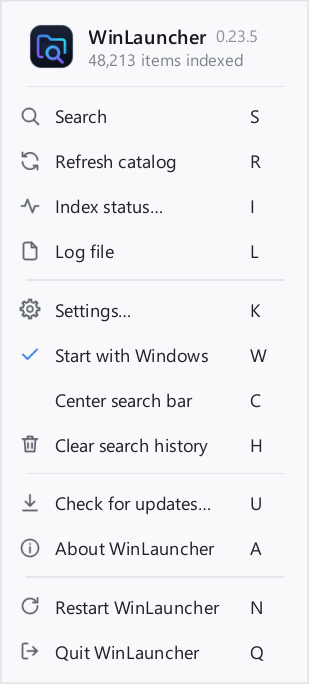 WinLauncher 0.23.5
48,213 items indexed
Search S
Refresh catalog R
Index status... I
Log file L
Settings... K
Start with Windows W
Center search bar C
Clear search history H
Check for updates... U
About WinLauncher A
Restart WinLauncher N
Quit WinLauncher Q